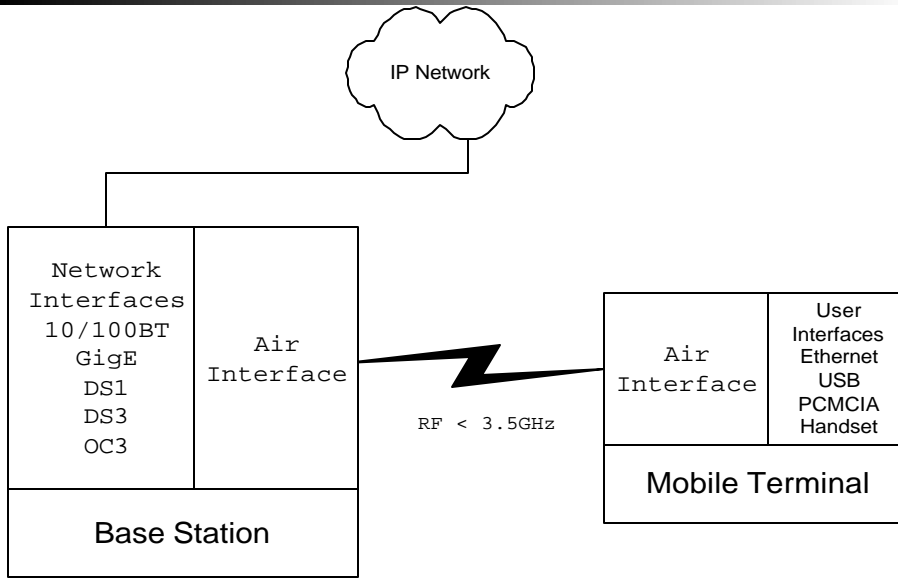 IP Network
Network
Interfaces
10/100BT
GigE
DS1
DS3
OC3
Air
Interface
Base Station
RF < 3.5GHz
Air
Interface
User
Interfaces
Ethernet
USB
PCMCIA
Handset
Mobile Terminal